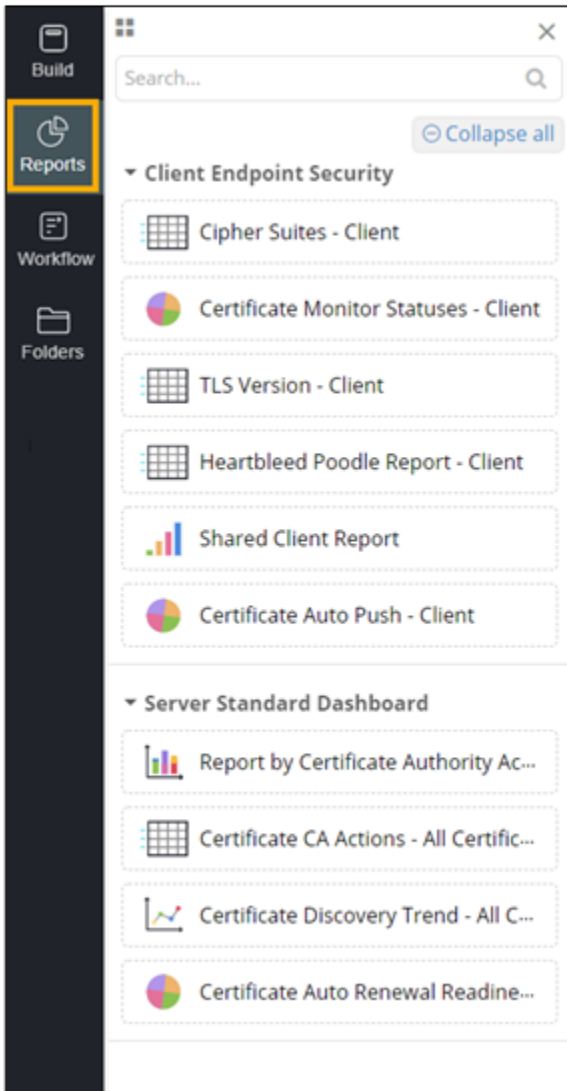 Build
Reports
Workflow
Folders
Search...
Collapse all
Client Endpoint Security
Cipher Suites - Client
Certificate Monitor Statuses - Client
TLS Version - Client
Heartbleed Poodle Report - Client
Shared Client Report
Certificate Auto Push - Client
Server Standard Dashboard
Report by Certificate Authority Ac...
Certificate CA Actions - All Certific...
Certificate Discovery Trend - All C...
Certificate Auto Renewal Readine...